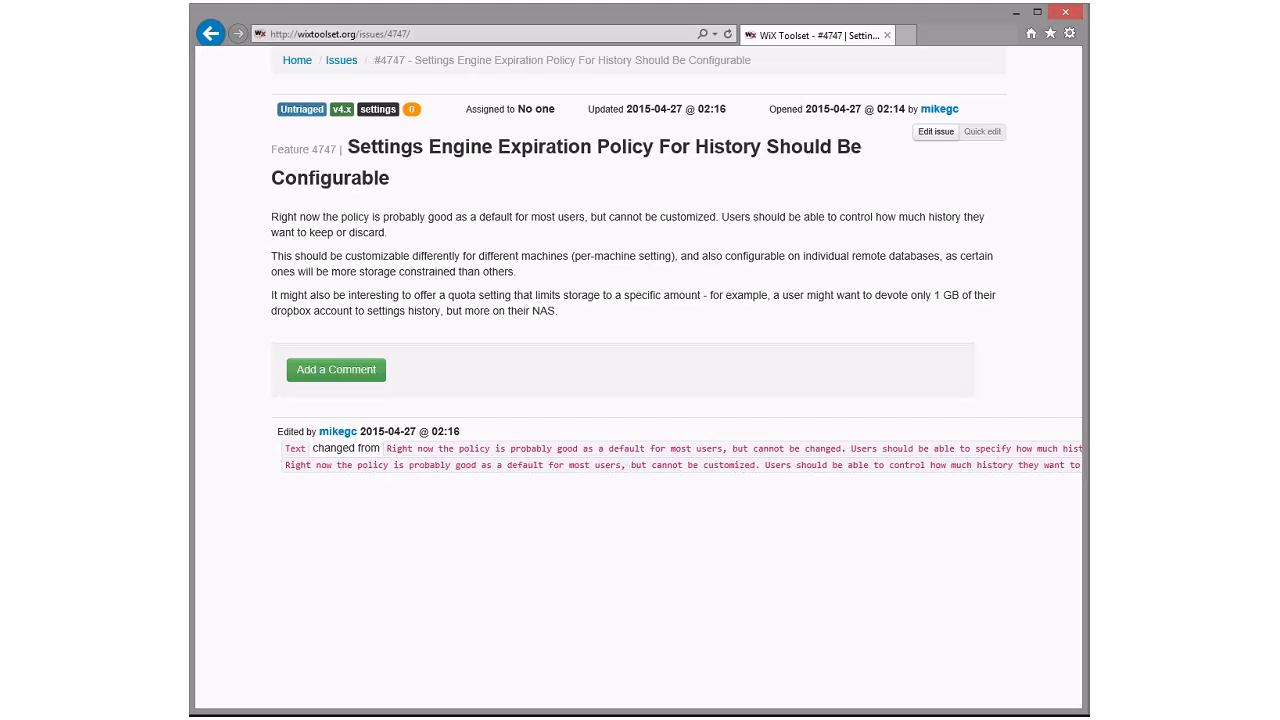 http://wixtoolset.org/issues/4747/
WiX Toolset - #4747 | Settin...
Home / Issues / #4747 - Settings Engine Expiration Policy For History Should Be Configurable
Untriaged v4.x settings 0 Assigned to No one Updated 2015-04-27 @ 02:16 Opened 2015-04-27 @ 02:14 by mikegc
Edit issue Quick edit
Feature 4747 | Settings Engine Expiration Policy For History Should Be
Configurable
Right now the policy is probably good as a default for most users, but cannot be customized. Users should be able to control how much history they
want to keep or discard.
This should be customizable differently for different machines (per-machine setting), and also configurable on individual remote databases, as certain
ones will be more storage constrained than others.
It might also be interesting to offer a quota setting that limits storage to a specific amount - for example, a user might want to devote only 1 GB of their
dropbox account to settings history, but more on their NAS.
Add a Comment
Edited by mikegc 2015-04-27 @ 02:16
Text changed from Right now the policy is probably good as a default for most users, but cannot be changed. Users should be able to specify how much hist
Right now the policy is probably good as a default for most users, but cannot be customized. Users should be able to control how much history they want to